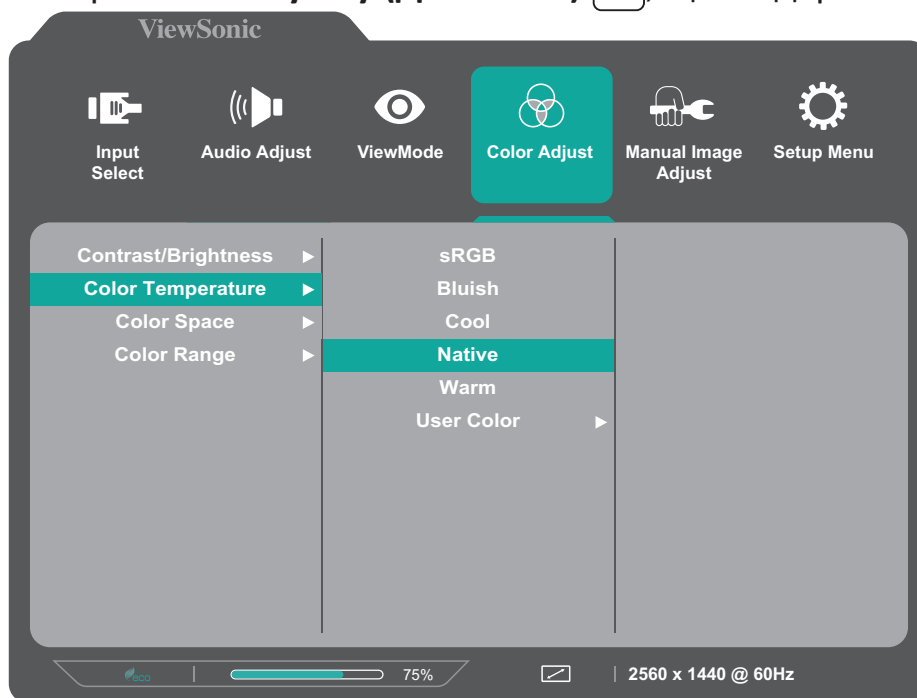 ViewSonic
Input
Select
Audio Adjust
ViewMode
Color Adjust
Manual Image
Adjust
Setup Menu
Contrast/Brightness
Color Temperature
Color Space
Color Range
sRGB
Bluish
Cool
Native
Warm
User Color
eco
75%
2560 x 1440 @ 60Hz